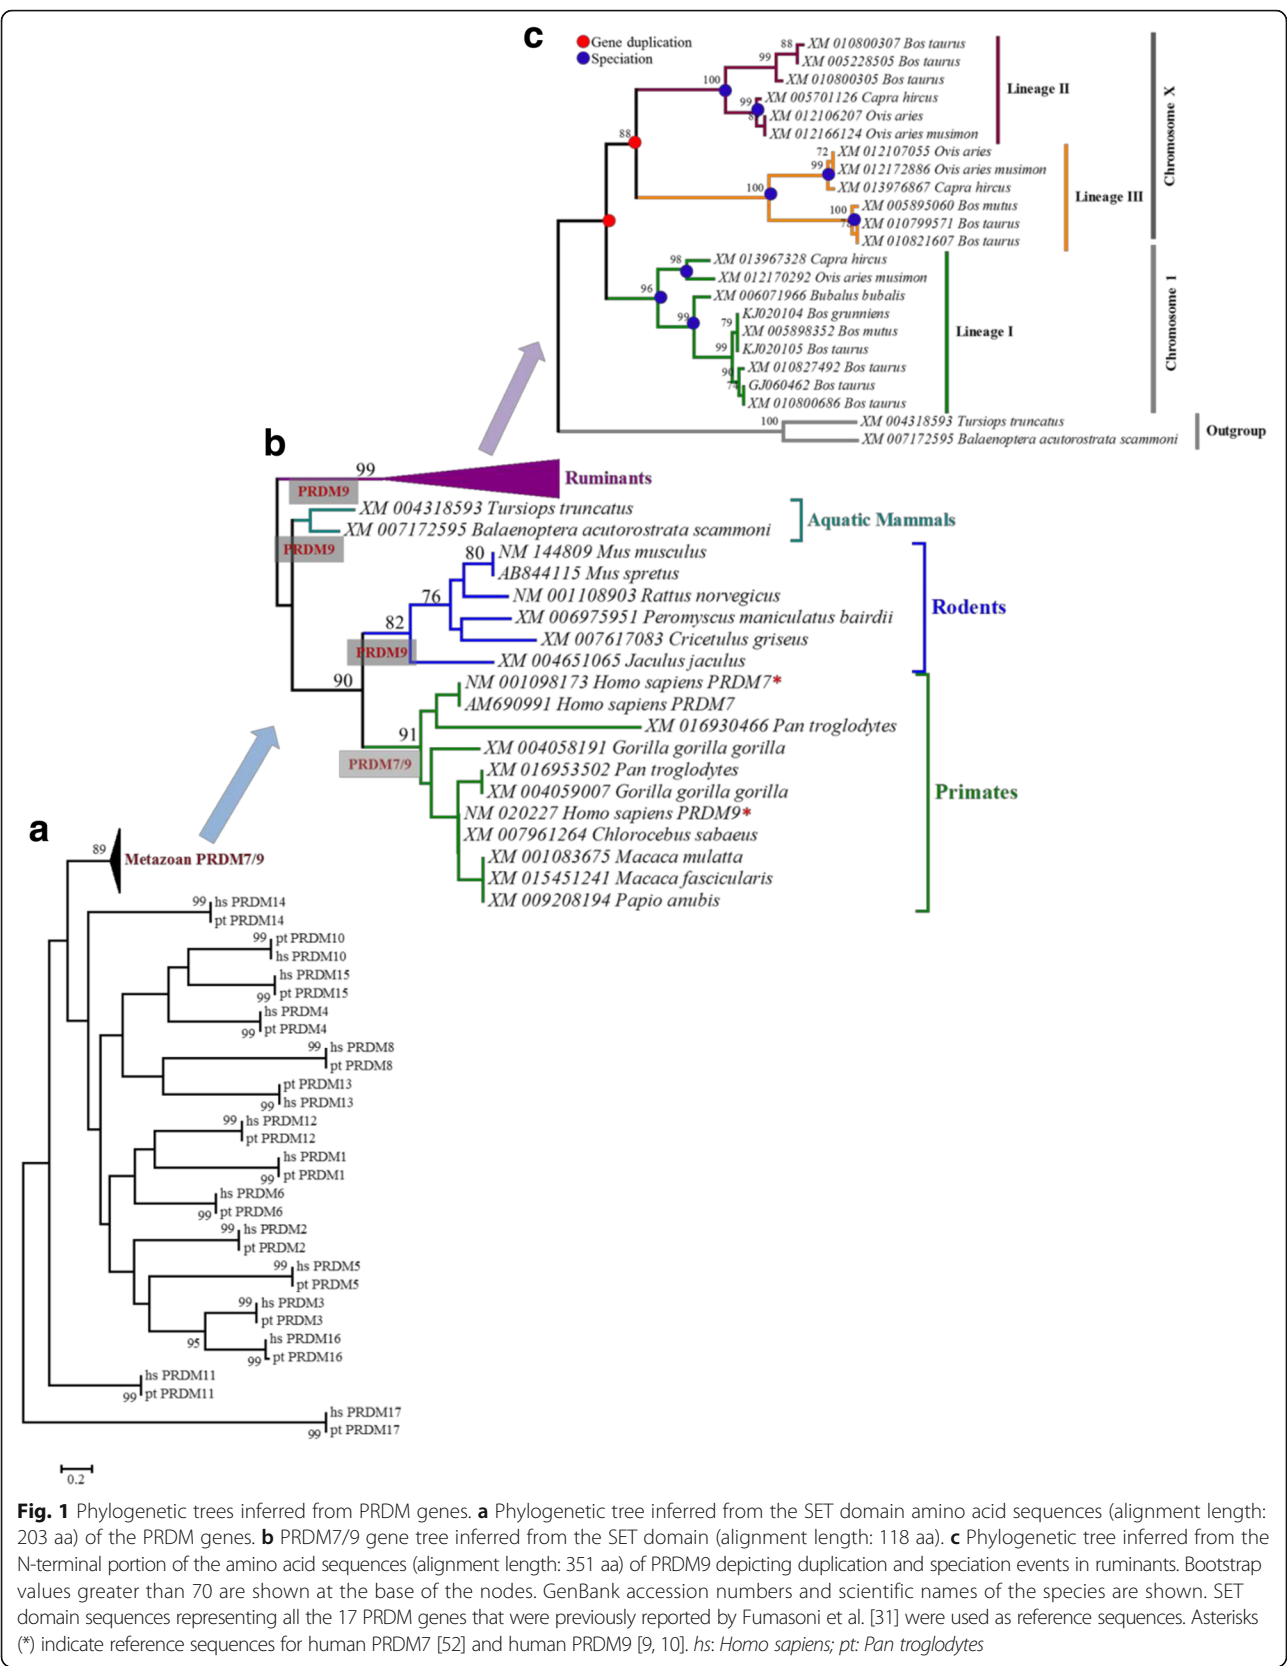 c
Gene duplication
Speciation
88
XM 010800307 Bos taurus
99
XM 005228505 Bos taurus
100
XM 010800305 Bos taurus
99
XM 005701126 Capra hircus
XM 012106207 Ovis aries
XM 012166124 Ovis aries musimon
Lineage II
88
72
XM 012107055 Ovis aries
99
XM 012172886 Ovis aries musimon
100
XM 013976867 Capra hircus
100
XM 005895060 Bos mutus
XM 010799571 Bos taurus
XM 010821607 Bos taurus
Lineage III
Chromosome X
98
XM 013967328 Capra hircus
XM 012170292 Ovis aries musimon
96
XM 006071966 Bubalus bubalis
99
KJ020104 Bos grunniens
79
XM 005898352 Bos mutus
99
KJ020105 Bos taurus
XM 010827492 Bos taurus
GJ060462 Bos taurus
XM 010800686 Bos taurus
Lineage I
Chromosome 1
100
XM 004318593 Tursiops truncatus
XM 007172595 Balaenoptera acutorostrata scammoni
Outgroup
b
99
Ruminants
PRDM9
XM 004318593 Tursiops truncatus
XM 007172595 Balaenoptera acutorostrata scammoni
Aquatic Mammals
PRDM9
80
NM 144809 Mus musculus
AB844115 Mus spretus
76
NM 001108903 Rattus norvegicus
XM 006975951 Peromyscus maniculatus bairdii
82
XM 007617083 Cricetulus griseus
PRDM9
XM 004651065 Jaculus jaculus
Rodents
90
NM 001098173 Homo sapiens PRDM7*
AM690991 Homo sapiens PRDM7
XM 016930466 Pan troglodytes
91
XM 004058191 Gorilla gorilla gorilla
PRDM7/9
XM 016953502 Pan troglodytes
XM 004059007 Gorilla gorilla gorilla
NM 020227 Homo sapiens PRDM9*
XM 007961264 Chlorocebus sabaeus
XM 001083675 Macaca mulatta
XM 015451241 Macaca fascicularis
XM 009208194 Papio anubis
Primates
a
89
Metazoan PRDM7/9
99
hs PRDM14
pt PRDM14
99
pt PRDM10
hs PRDM10
hs PRDM15
99
pt PRDM15
hs PRDM4
99
pt PRDM4
99
hs PRDM8
pt PRDM8
pt PRDM13
99
hs PRDM13
99
hs PRDM12
pt PRDM12
hs PRDM1
99
pt PRDM1
hs PRDM6
99
pt PRDM6
99
hs PRDM2
pt PRDM2
99
hs PRDM5
pt PRDM5
99
hs PRDM3
pt PRDM3
95
hs PRDM16
99
pt PRDM16
hs PRDM11
99
pt PRDM11
hs PRDM17
99
pt PRDM17
0.2
Fig. 1 Phylogenetic trees inferred from PRDM genes. a Phylogenetic tree inferred from the SET domain amino acid sequences (alignment length:
203 aa) of the PRDM genes. b PRDM7/9 gene tree inferred from the SET domain (alignment length: 118 aa). c Phylogenetic tree inferred from the
N-terminal portion of the amino acid sequences (alignment length: 351 aa) of PRDM9 depicting duplication and speciation events in ruminants. Bootstrap
values greater than 70 are shown at the base of the nodes. GenBank accession numbers and scientific names of the species are shown. SET
domain sequences representing all the 17 PRDM genes that were previously reported by Fumasoni et al. [31] were used as reference sequences. Asterisks
(*) indicate reference sequences for human PRDM7 [52] and human PRDM9 [9, 10]. hs: Homo sapiens; pt: Pan troglodytes